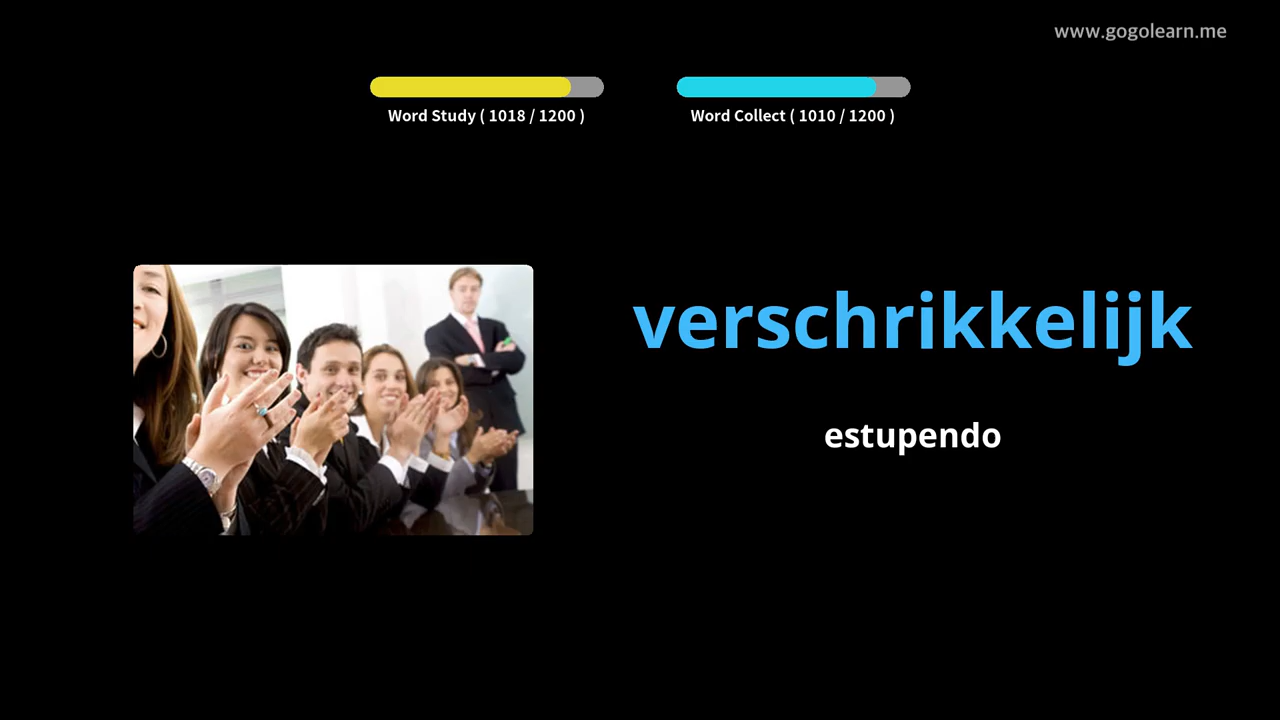 www.gogolearn.me
Word Study ( 1018 / 1200 )
Word Collect ( 1010 / 1200 )
verschrikkelijk
estupendo